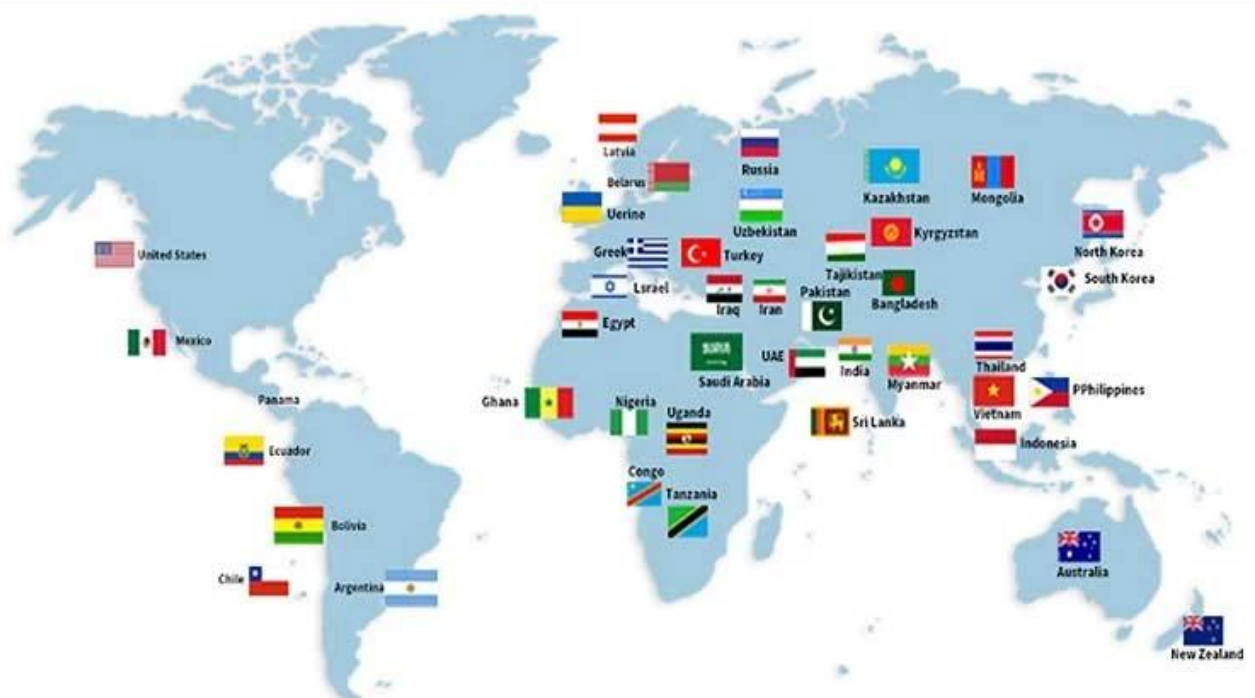 Latvia
Russia
Belarus
Kazakhstan
Mongolia
Uerine
Uzbekistan
Kyrgyzstan
North Korea
United States
Greek
Turkey
Tajikistan
South Korea
Lsrael
Iraq
Iran
Pakistan
Bangladesh
Egypt
Mexico
Saudi Arabia
UAE
India
Myanmar
Thailand
Panama
Ghana
Nigeria
Uganda
Sri Lanka
Vietnam
PPhilippines
Ecuador
Indonesia
Congo
Tanzania
Bolivia
Chile
Argentina
Australia
New Zealand